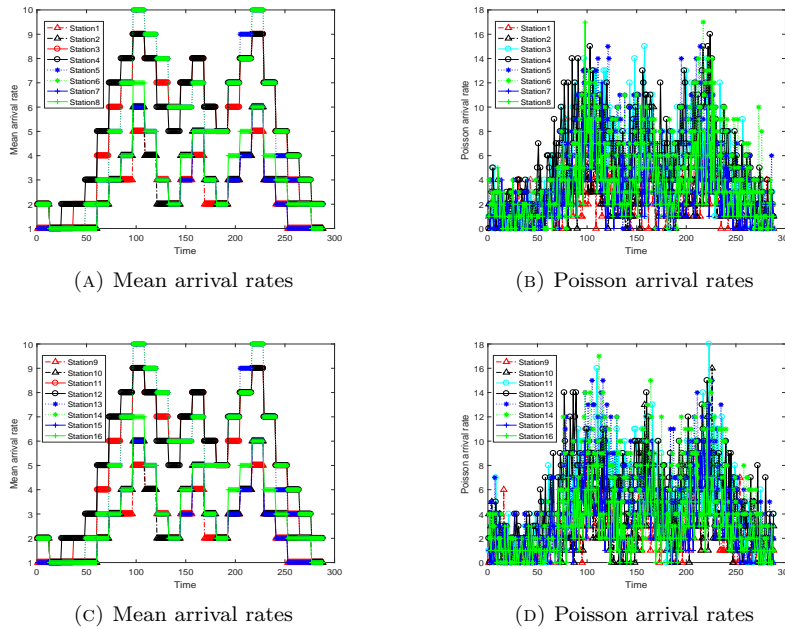 10
9
8
7
6
5
4
3
2
1
Mean arrival rate
Station1
Station2
Station3
Station4
Station5
Station6
Station7
Station8
0 50 100 150 200 250 300
Time
(A) Mean arrival rates
18
16
14
12
10
8
6
4
2
0
Poisson arrival rate
Station1
Station2
Station3
Station4
Station5
Station6
Station7
Station8
0 50 100 150 200 250 300
Time
(B) Poisson arrival rates
10
9
8
7
6
5
4
3
2
1
Mean arrival rate
Station9
Station10
Station11
Station12
Station13
Station14
Station15
Station16
0 50 100 150 200 250 300
Time
(C) Mean arrival rates
18
16
14
12
10
8
6
4
2
0
Poisson arrival rate
Station9
Station10
Station11
Station12
Station13
Station14
Station15
Station16
0 50 100 150 200 250 300
Time
(D) Poisson arrival rates